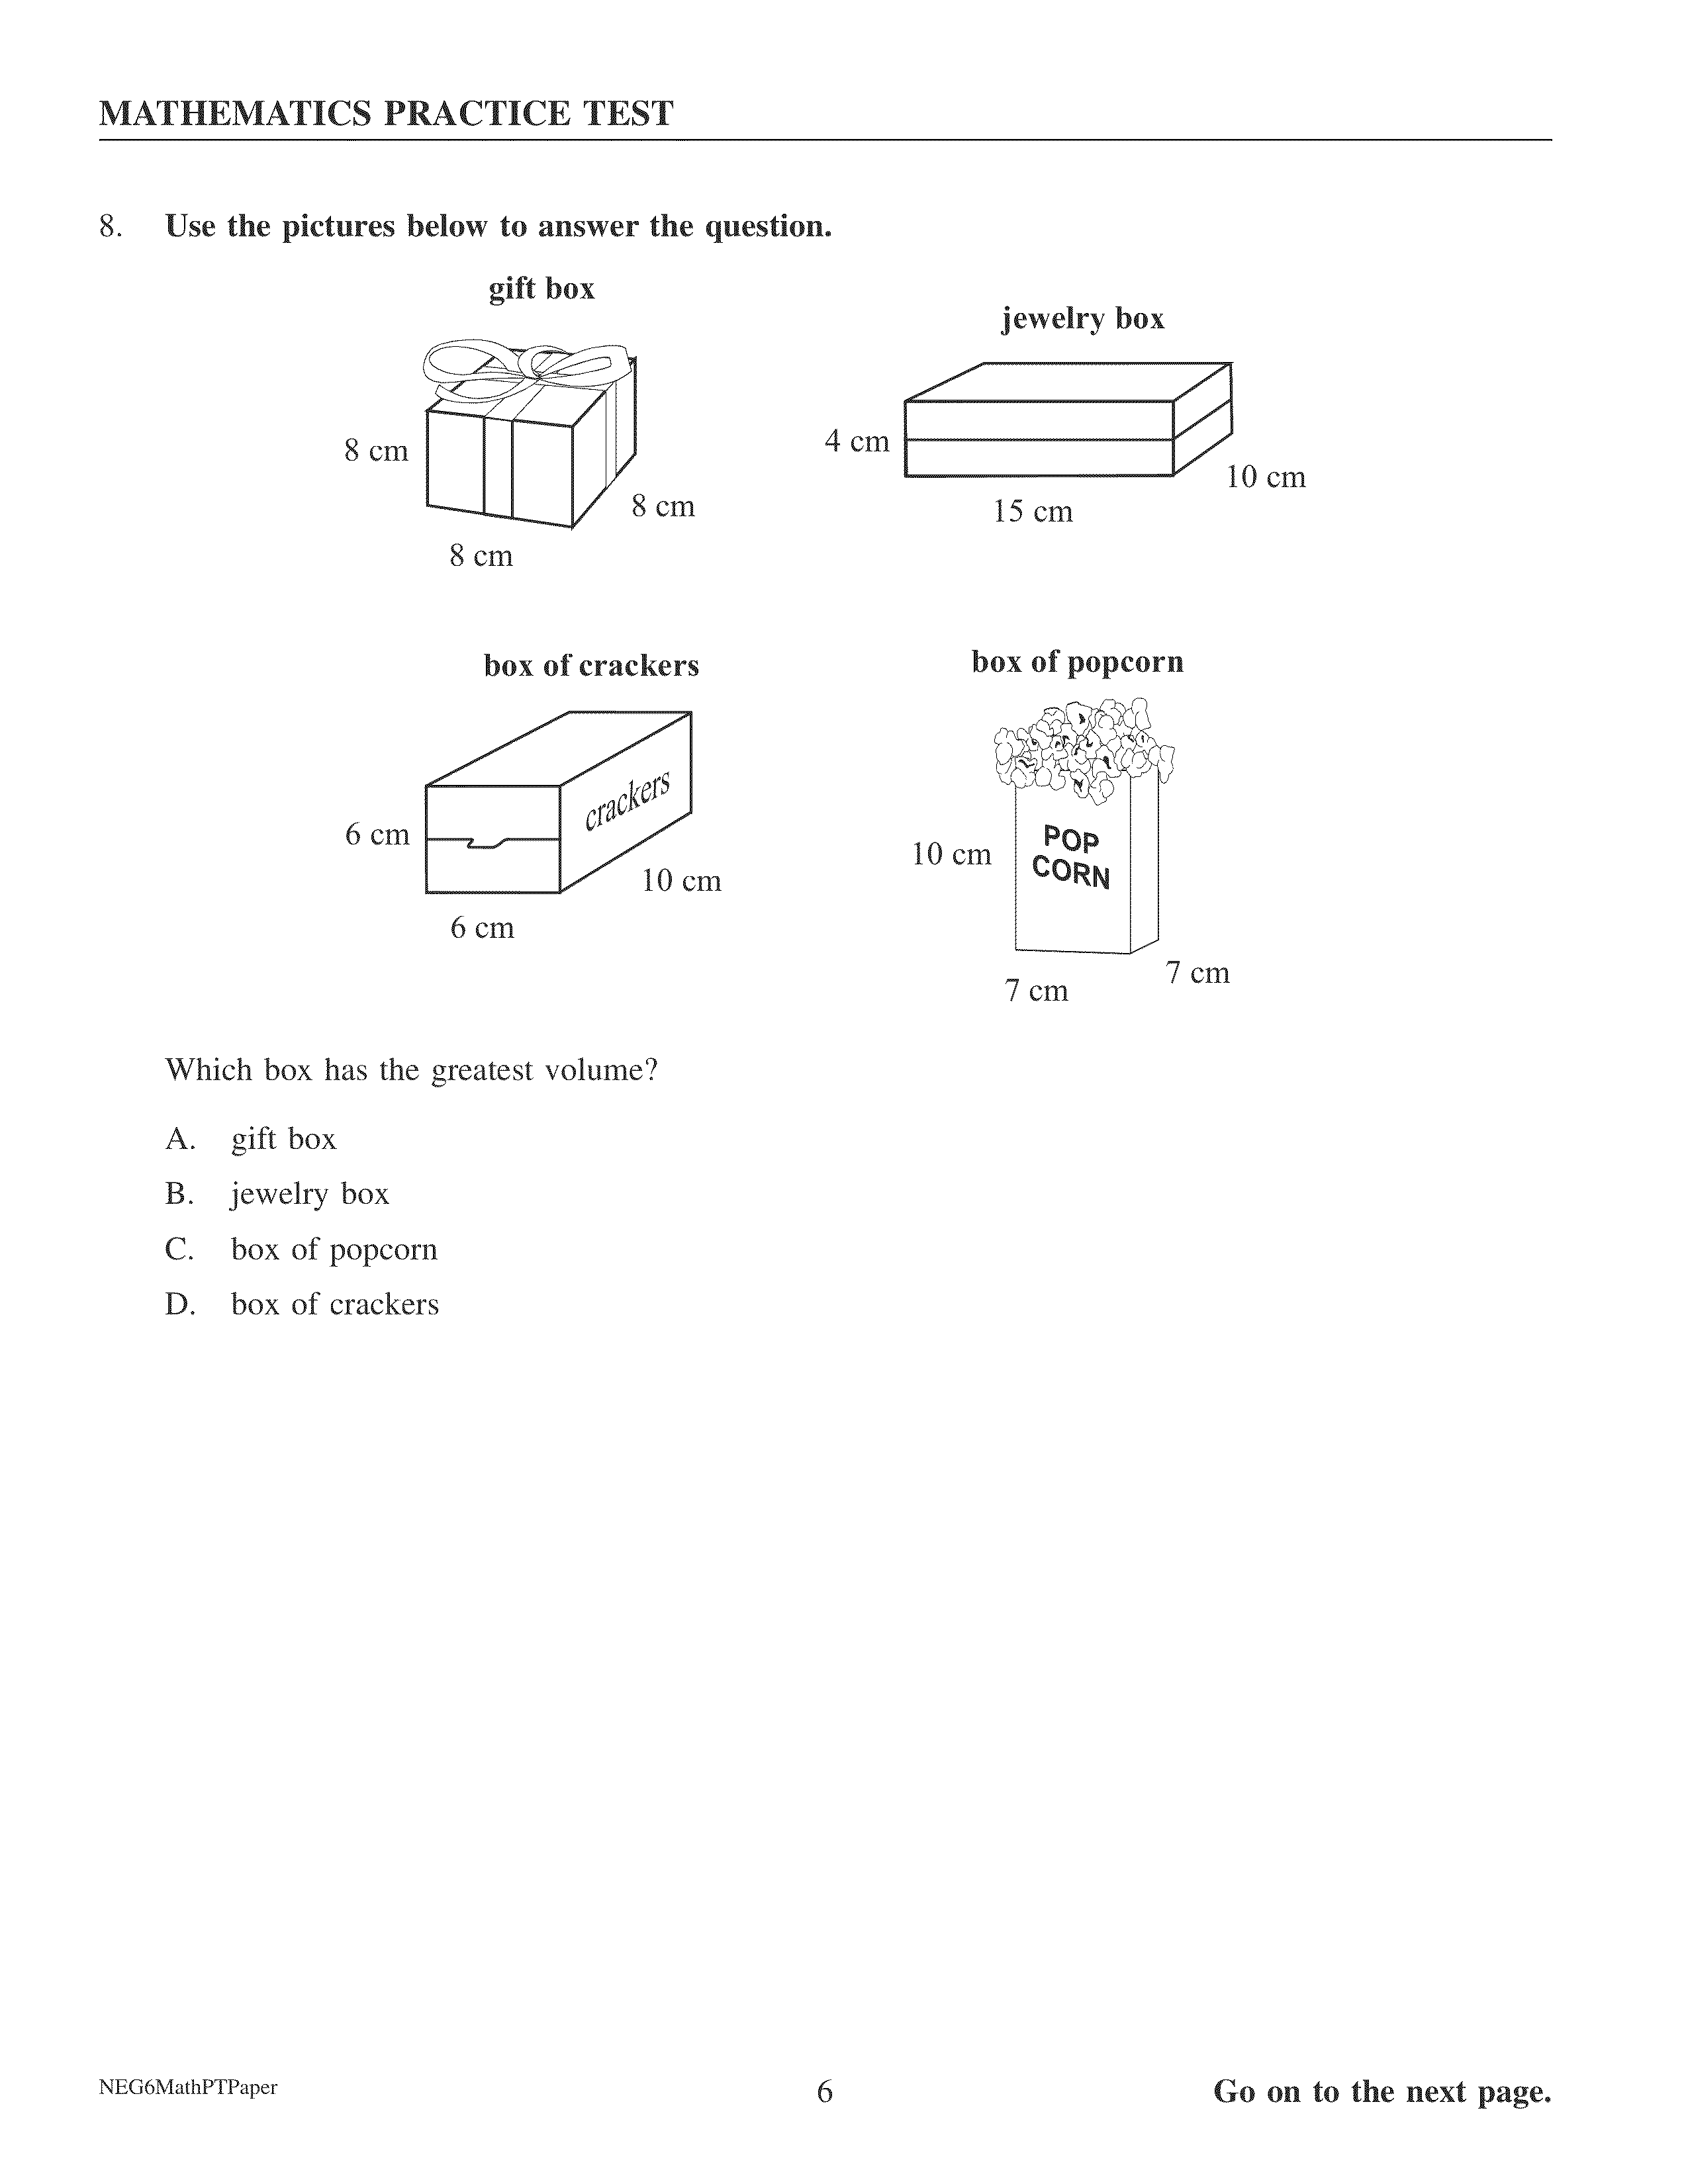 MATHEMATICS PRACTICE TEST
8. Use the pictures below to answer the question.
gift box
8 cm
8 cm
8 cm
jewelry box
4 cm
10 cm
15 cm
box of crackers
crackers
6 cm
10 cm
6 cm
box of popcorn
POP
CORN
10 cm
7 cm
7 cm
Which box has the greatest volume?
A. gift box
B. jewelry box
C. box of popcorn
D. box of crackers
NEG6MathPTPaper 6 Go on to the next page.